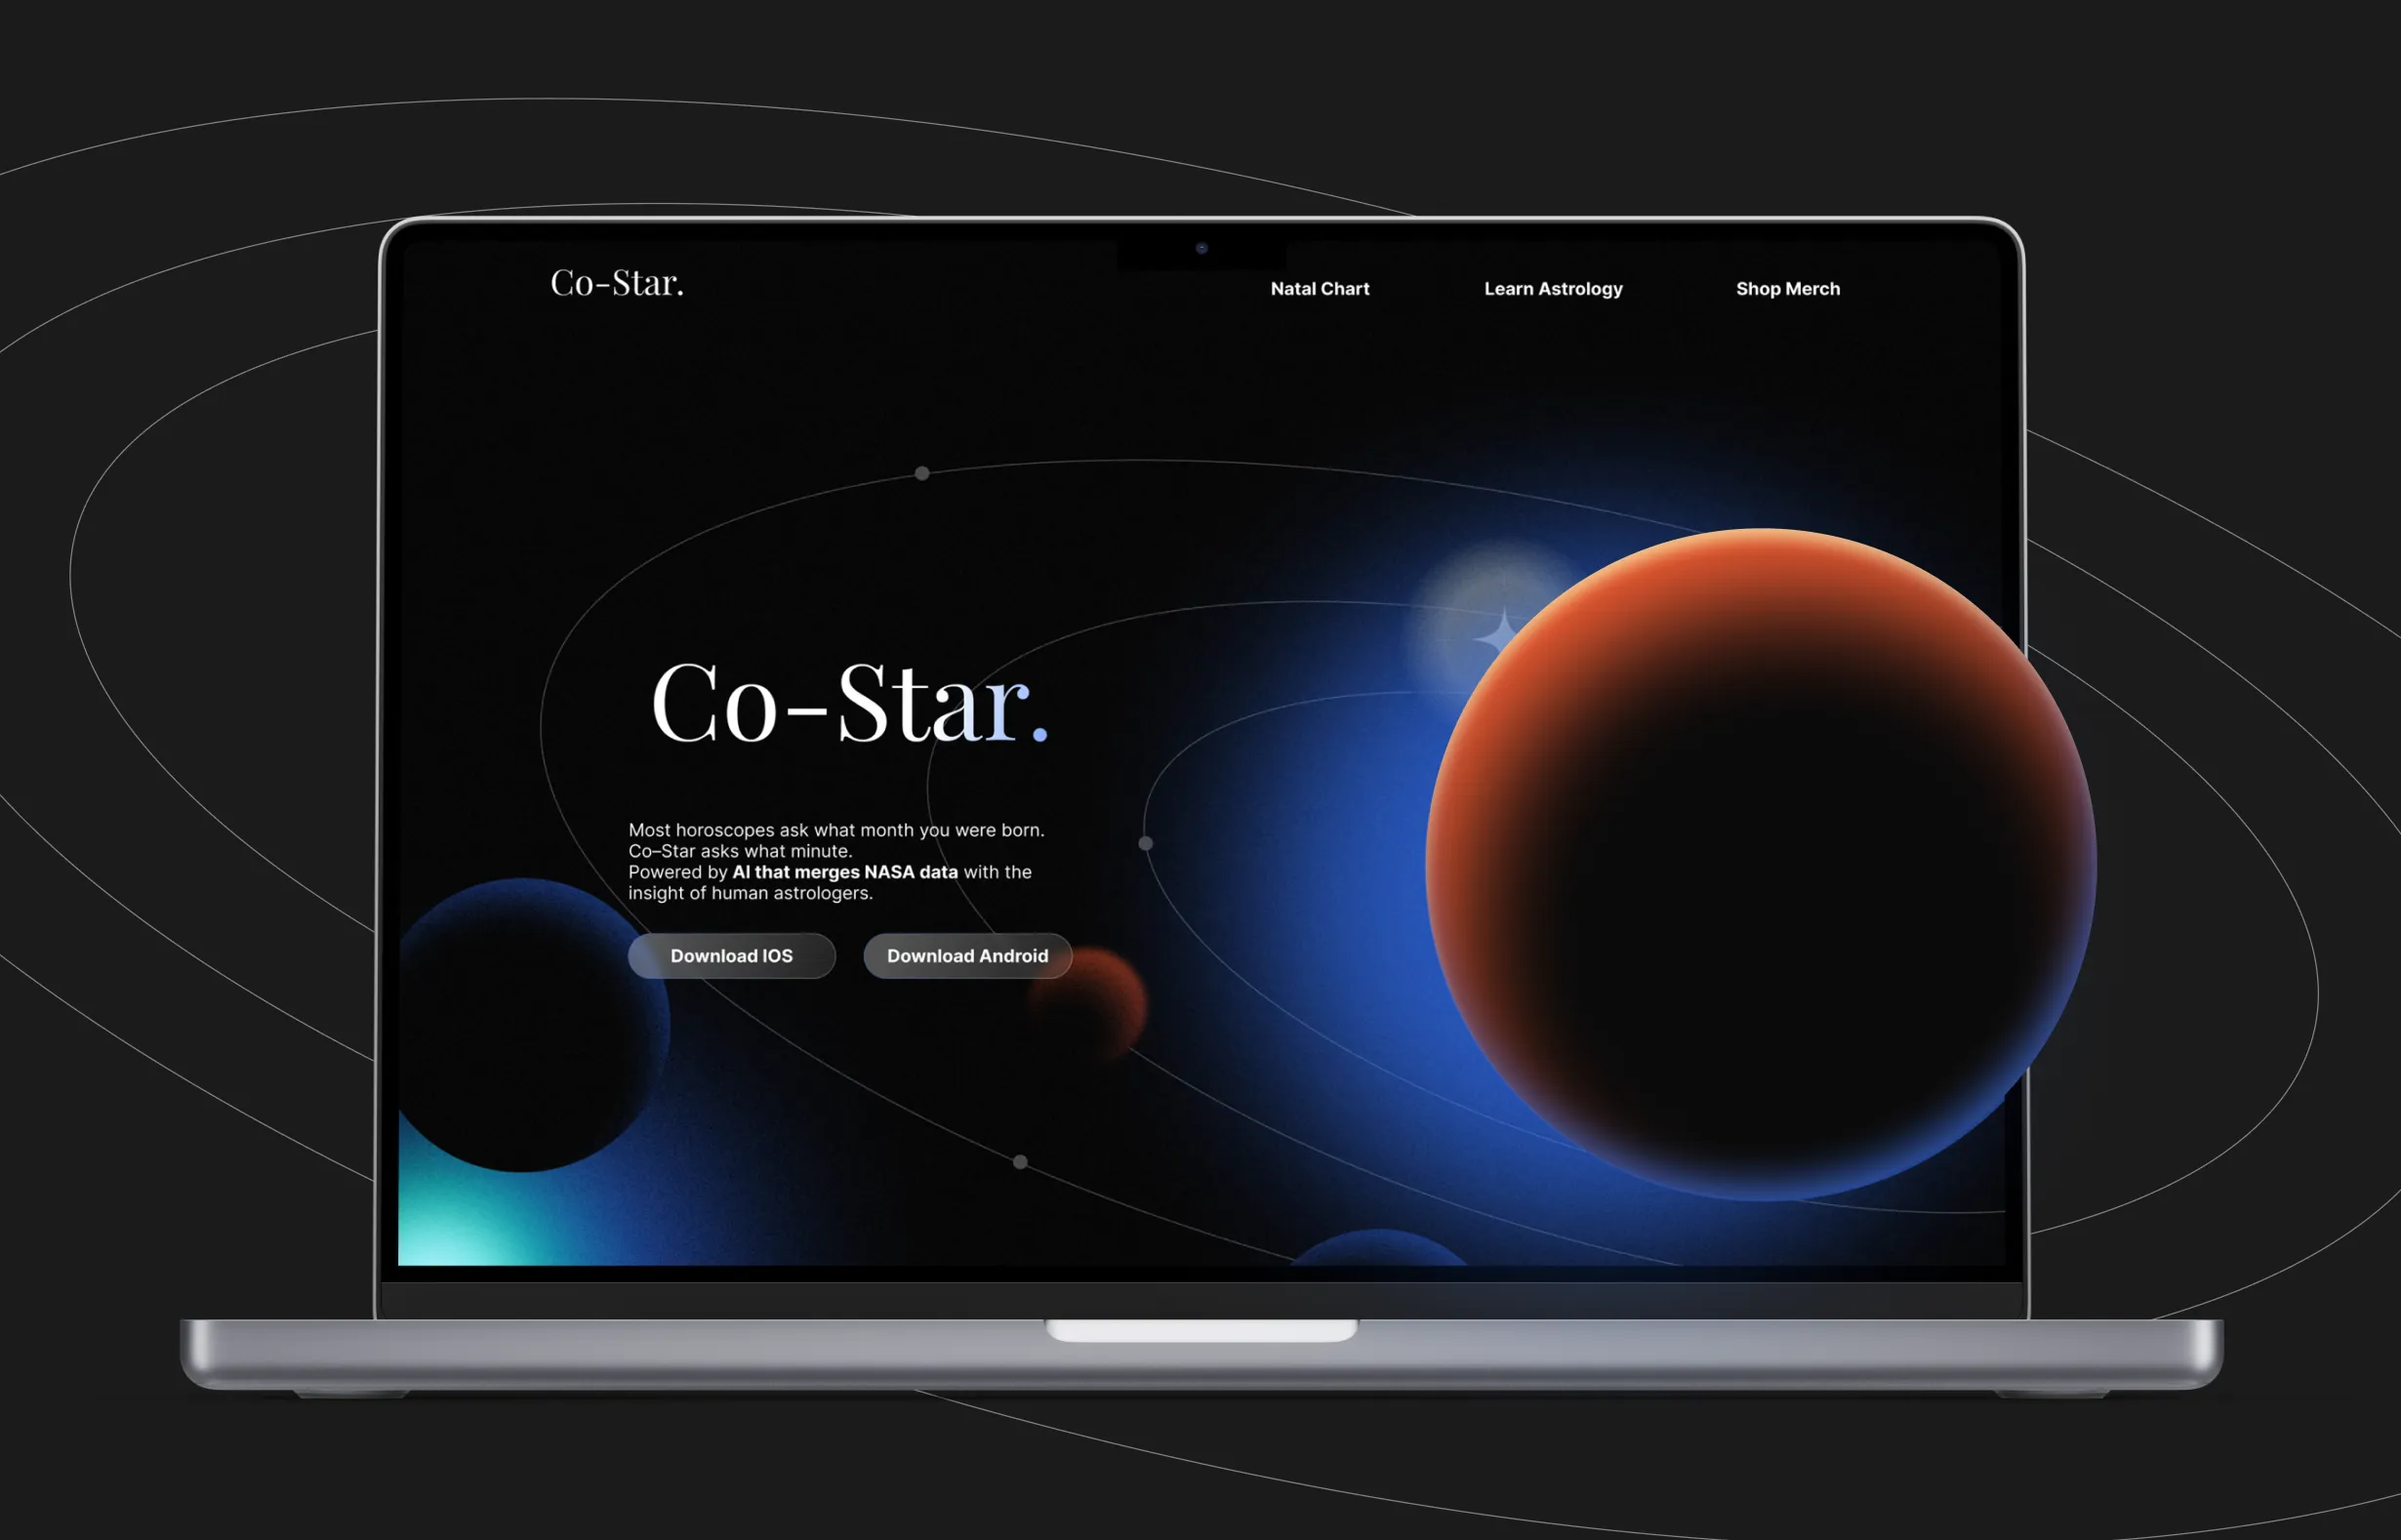 Co-Star.
Natal Chart
Learn Astrology
Shop Merch
Co-Star.
Most horoscopes ask what month you were born.
Co–Star asks what minute.
Powered by AI that merges NASA data with the
insight of human astrologers.
Download IOS
Download Android